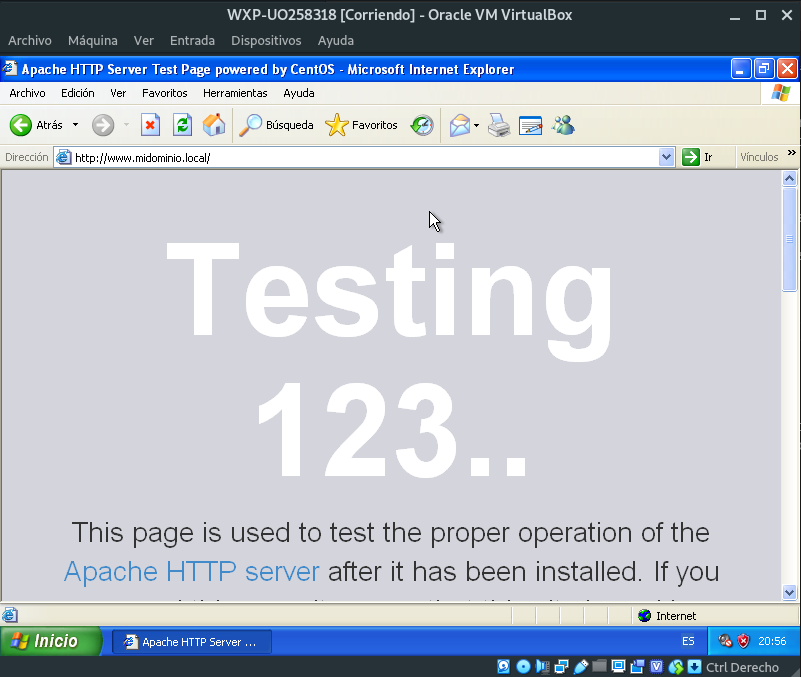 WXP-UO258318 [Corriendo] - Oracle VM VirtualBox
Archivo Máquina Ver Entrada Dispositivos Ayuda
Apache HTTP Server Test Page powered by CentOS - Microsoft Internet Explorer
Archivo Edición Ver Favoritos Herramientas Ayuda
Atrás Búsqueda Favoritos
Dirección http://www.midominio.local/ Ir Vínculos »
Testing
123..
This page is used to test the proper operation of the
Apache HTTP server after it has been installed. If you
Internet
Inicio Apache HTTP Server ... ES 20:56
Ctrl Derecho